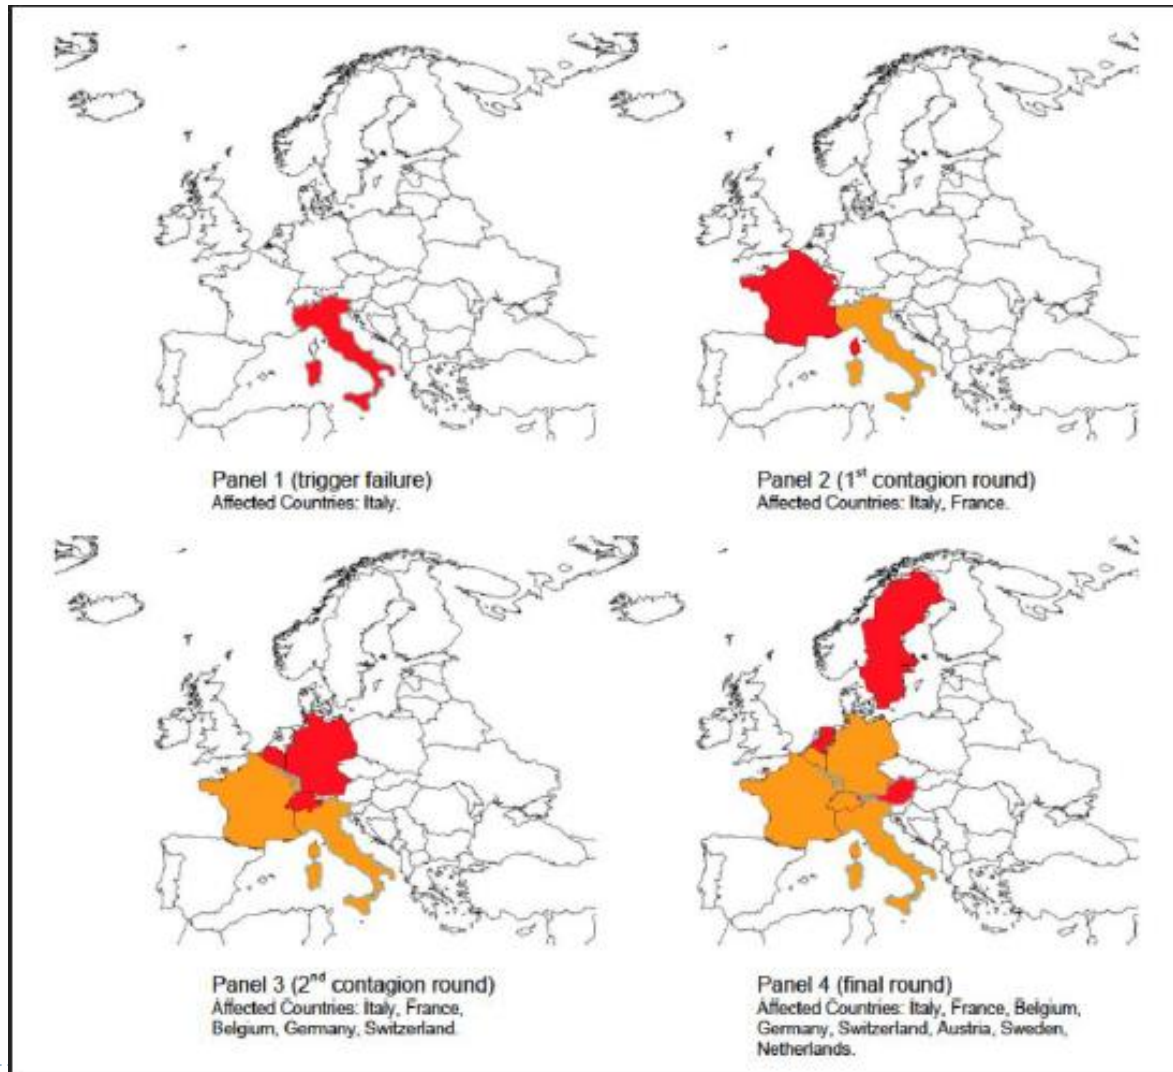 Panel 1 (trigger failure)
Affected Countries: Italy.
Panel 2 (1st contagion round)
Affected Countries: Italy, France.
Panel 3 (2nd contagion round)
Affected Countries: Italy, France,
Belgium, Germany, Switzerland.
Panel 4 (final round)
Affected Countries: Italy, France, Belgium,
Germany, Switzerland, Austria, Sweden,
Netherlands.